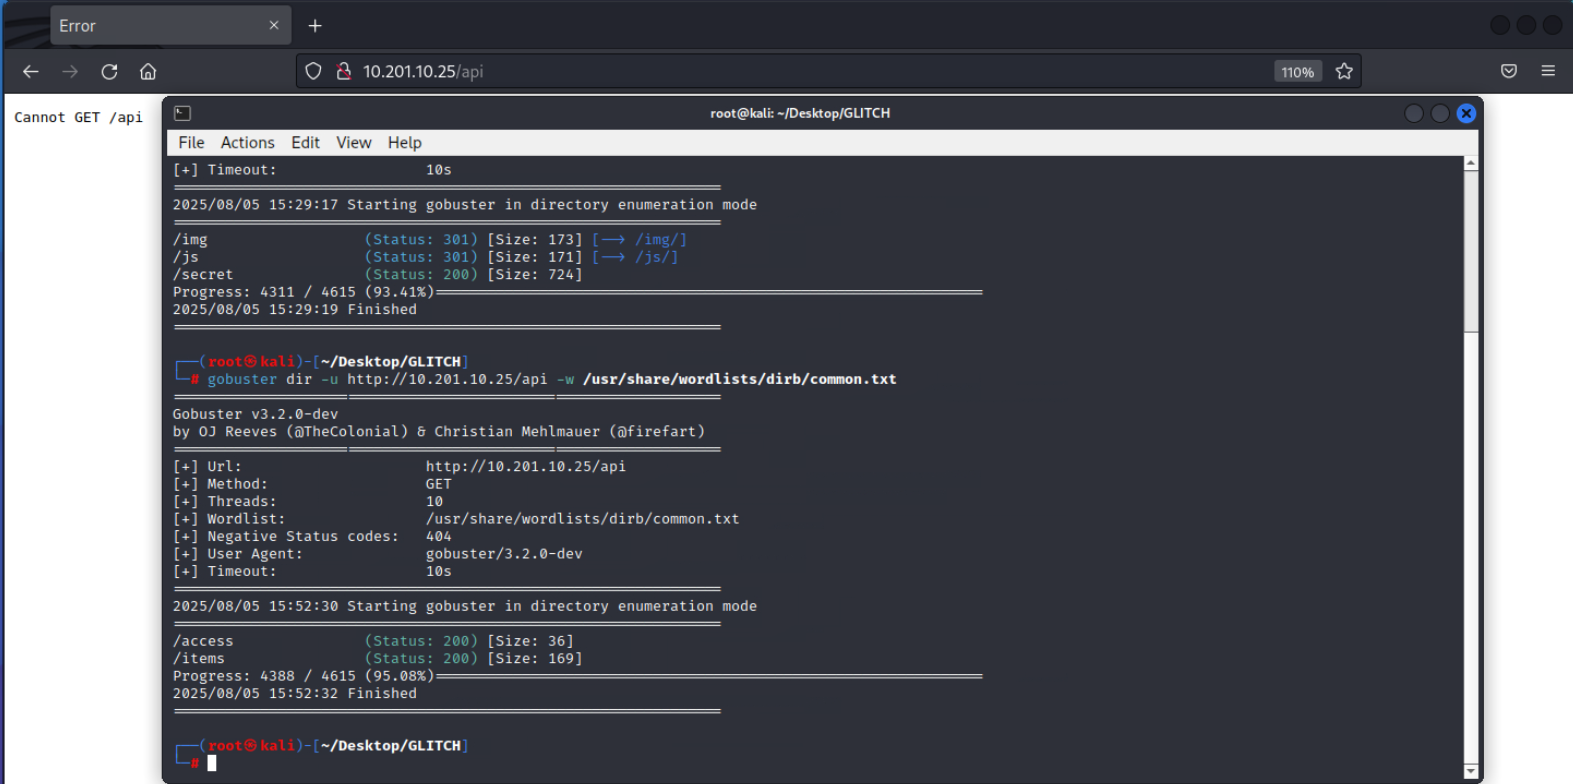 Error
10.201.10.25/api
110%
Cannot GET /api
root@kali: ~/Desktop/GLITCH
File Actions Edit View Help
[+] Timeout: 10s
2025/08/05 15:29:17 Starting gobuster in directory enumeration mode
/img (Status: 301) [Size: 173] [--> /img/]
/js (Status: 301) [Size: 171] [--> /js/]
/secret (Status: 200) [Size: 724]
Progress: 4311 / 4615 (93.41%)
2025/08/05 15:29:19 Finished
┌──(root㉿kali)-[~/Desktop/GLITCH]
└─# gobuster dir -u http://10.201.10.25/api -w /usr/share/wordlists/dirb/common.txt
Gobuster v3.2.0-dev
by OJ Reeves (@TheColonial) & Christian Mehlmauer (@firefart)
[+] Url: http://10.201.10.25/api
[+] Method: GET
[+] Threads: 10
[+] Wordlist: /usr/share/wordlists/dirb/common.txt
[+] Negative Status codes: 404
[+] User Agent: gobuster/3.2.0-dev
[+] Timeout: 10s
2025/08/05 15:52:30 Starting gobuster in directory enumeration mode
/access (Status: 200) [Size: 36]
/items (Status: 200) [Size: 169]
Progress: 4388 / 4615 (95.08%)
2025/08/05 15:52:32 Finished
┌──(root㉿kali)-[~/Desktop/GLITCH]
└─#